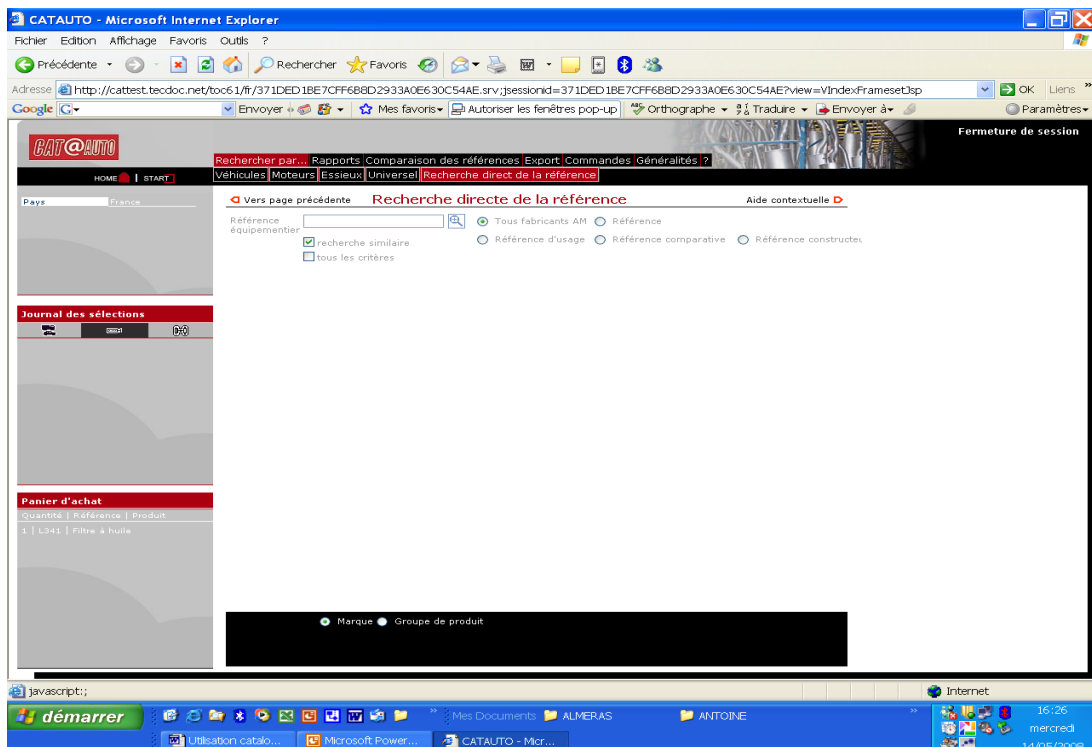 CATAUTO - Microsoft Internet Explorer
Fichier Edition Affichage Favoris Outils ?
Précédente Rechercher Favoris
Adresse http://cattest.tecdoc.net/toc61/fr/371DED1BE7CFF6B8D2933A0E630C54AE.srv;jsessionid=371DED1BE7CFF6B8D2933A0E630C54AE?view=VIndexFramesetJsp OK Liens »
Google G Envoyer Mes favoris Autoriser les fenêtres pop-up Orthographe Traduire Envoyer à Paramètres
CAT@AUTO Fermeture de session
Rechercher par... Rapports Comparaison des références Export Commandes Généralités ?
HOME | START Véhicules Moteurs Essieux Universel Recherche direct de la référence
Pays France Vers page précédente Recherche directe de la référence Aide contextuelle
Référence équipementier Tous fabricants AM Référence
recherche similaire Référence d'usage Référence comparative Référence constructeu
tous les critères
Journal des sélections
Panier d'achat
Quantité | Référence | Produit
1 | L341 | Filtre à huile
Marque Groupe de produit
javascript:; Internet
démarrer » Mes Documents ALMERAS ANTOINE » 16:26
mercredi
Utilisation catalo... Microsoft Power... CATAUTO - Micr... 14/05/2008